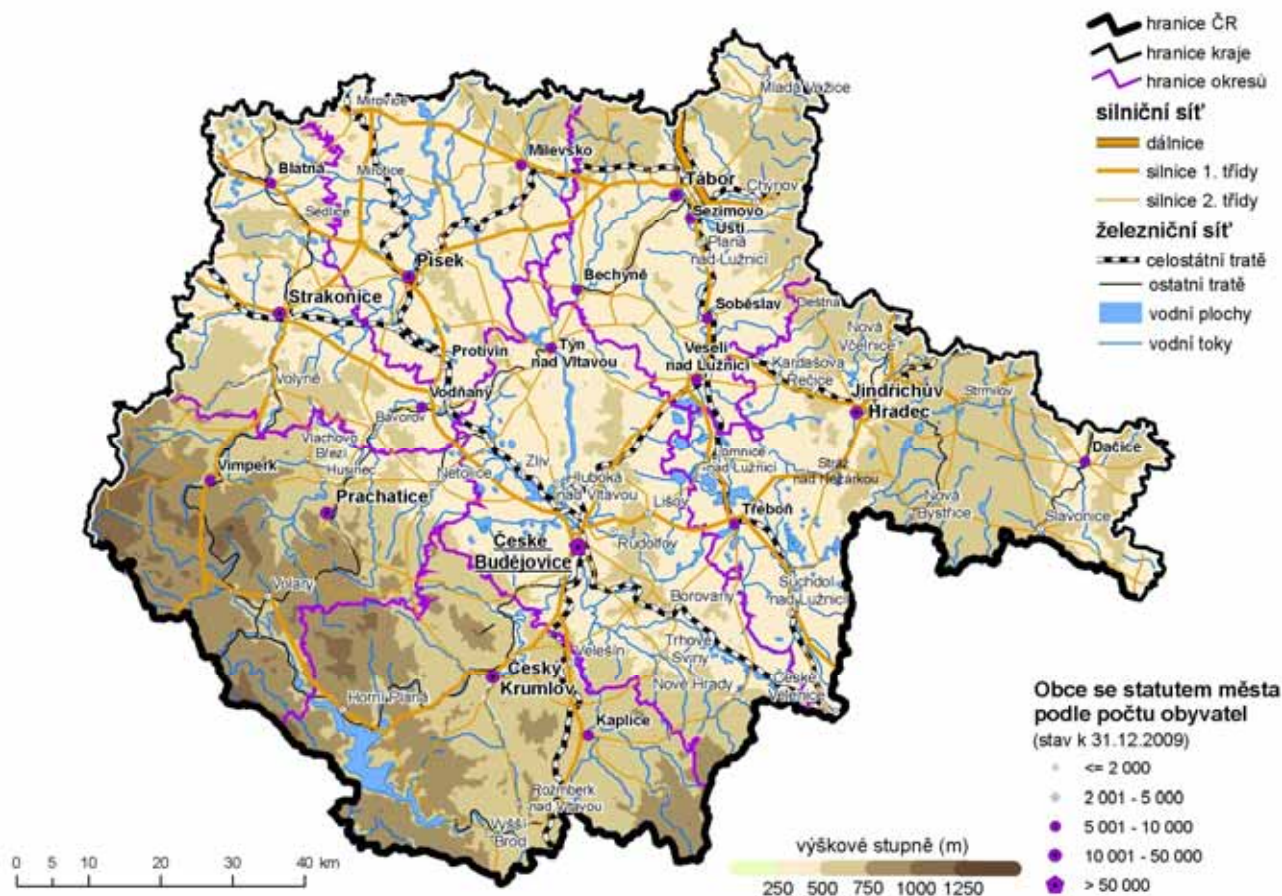 hranice ČR
hranice kraje
hranice okresů
silniční síť
dálnice
silnice 1. třídy
silnice 2. třídy
železniční síť
celostátní tratě
ostatní tratě
vodní plochy
vodní toky
Mladá Vožice
Mirovice
Milevsko
Blatná
Mirotice
Tábor
Chýnov
Sedlice
Sezimovo
Ústí
Planá
nad Lužnicí
Písek
Bechyně
Strakonice
Soběslav
Deštná
Nová
Včelnice
Protivín
Týn
nad Vltavou
Veselí
nad Lužnicí
Kardašova
Řečice
Volyně
Jindřichův
Hradec
Strmilov
Vodňany
Bavorov
Vlachovo
Březí
Husinec
Vimperk
Netolice
Zliv
Lomnice
nad Lužnicí
Stráž
nad Nežárkou
Dačice
Hluboká
nad Vltavou
Lišov
Prachatice
Nová
Bystřice
Třeboň
Slavonice
České
Budějovice
Rudolfov
Volary
Borovany
Suchdol
nad Lužnicí
Trhové
Sviny
Velešín
Český
Krumlov
Nové Hrady
České
Velenice
Horní Planá
Kaplice
Rožmberk
nad Vltavou
Vyšší
Brod
Obce se statutem města
podle počtu obyvatel
(stav k 31.12.2009)
<= 2 000
2 001 - 5 000
5 001 - 10 000
10 001 - 50 000
> 50 000
výškové stupně (m)
250 500 750 1000 1250
0 5 10 20 30 40 km